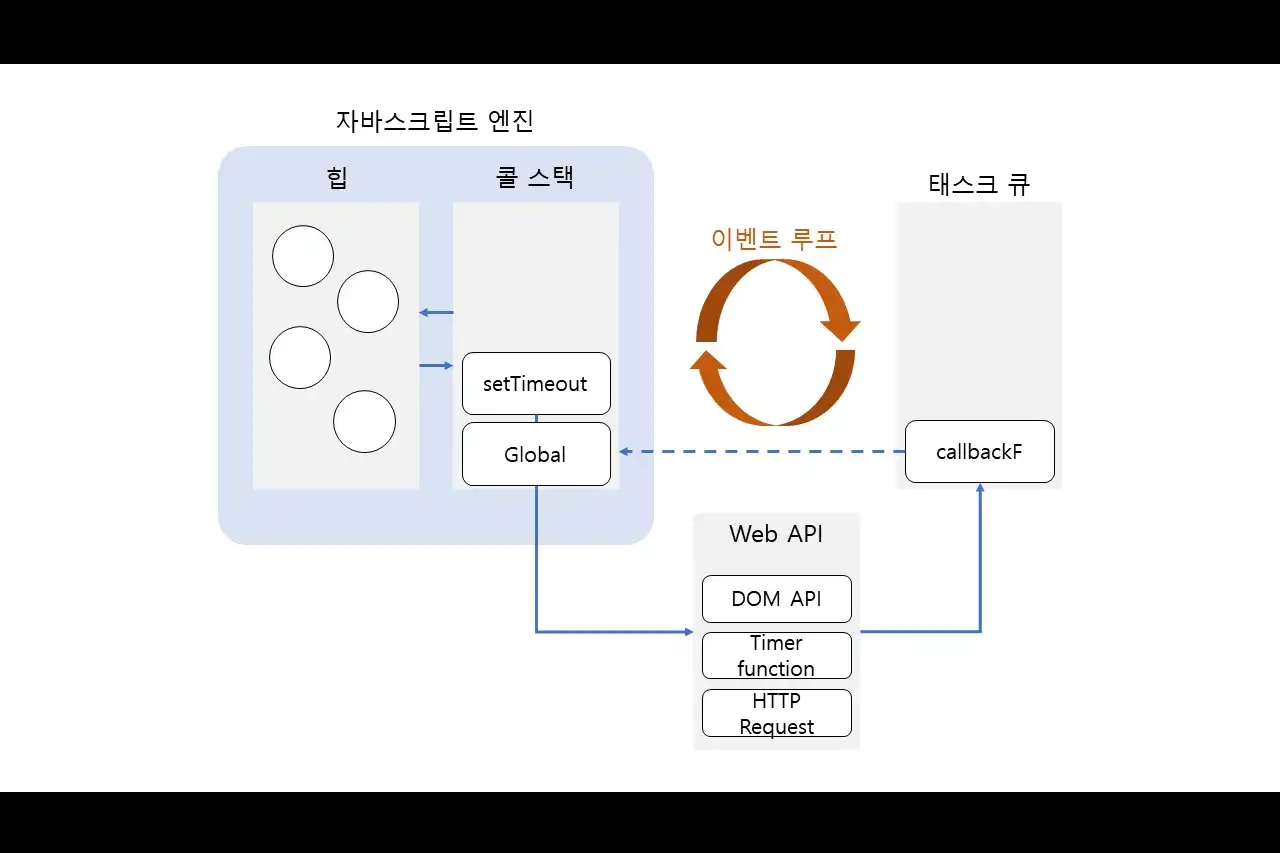 자바스크립트 엔진
힙
콜 스택
setTimeout
Global
이벤트 루프
태스크 큐
callbackF
Web API
DOM API
Timer
function
HTTP
Request